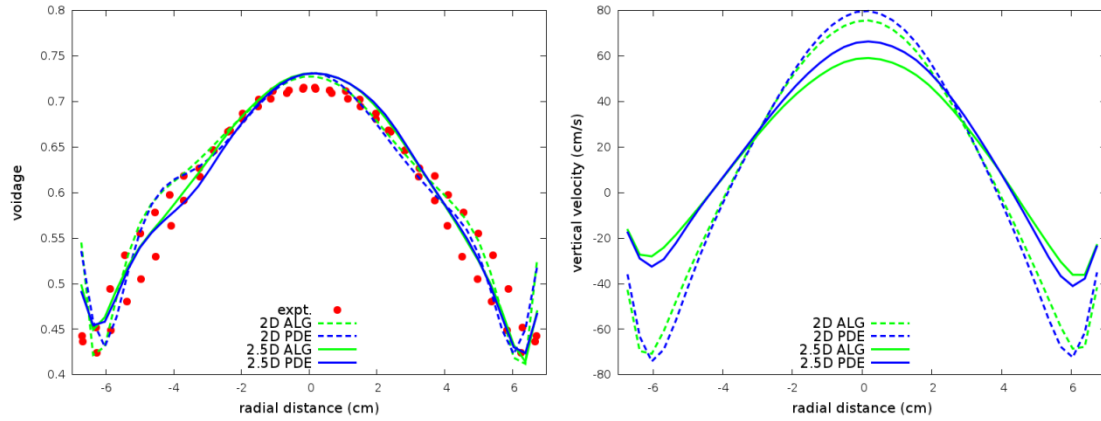 0.8
0.75
0.7
0.65
0.6
0.55
0.5
0.45
0.4
voidage
expt.
2D ALG
2D PDE
2.5D ALG
2.5D PDE
-6
-4
-2
0
2
4
6
radial distance (cm)
80
60
40
20
0
-20
-40
-60
-80
vertical velocity (cm/s)
2D ALG
2D PDE
2.5D ALG
2.5D PDE
-6
-4
-2
0
2
4
6
radial distance (cm)